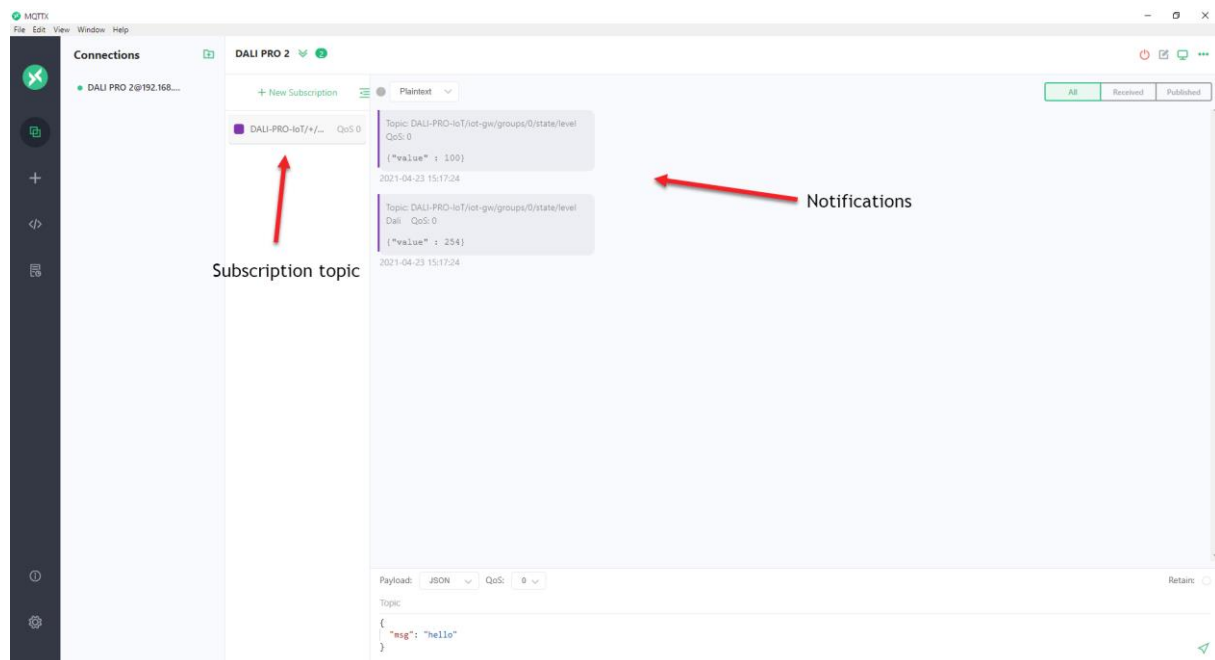 MQTTX
File Edit View Window Help
Connections
DALI PRO 2 2
DALI PRO 2@192.168....
+ New Subscription
Plaintext
All Received Published
DALI-PRO-IoT/+/... QoS 0
Topic: DALI-PRO-IoT/iot-gw/groups/0/state/level
QoS: 0
{"value" : 100}
2021-04-23 15:17:24
Topic: DALI-PRO-IoT/iot-gw/groups/0/state/level
Dali QoS: 0
{"value" : 254}
2021-04-23 15:17:24
Notifications
Subscription topic
Payload: JSON QoS: 0 Retain:
Topic
{
"msg": "hello"
}